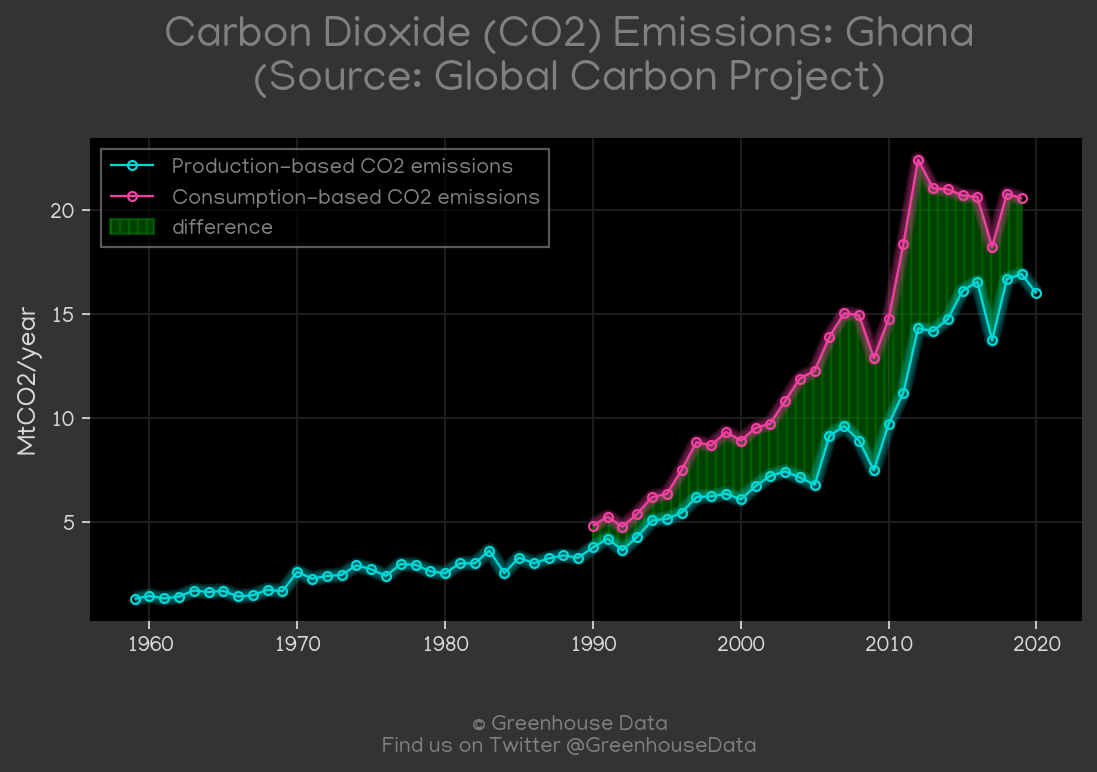 Carbon Dioxide (CO2) Emissions: Ghana
(Source: Global Carbon Project)
Production-based CO2 emissions
Consumption-based CO2 emissions
difference
MtCO2/year
20
15
10
5
1960 1970 1980 1990 2000 2010 2020
© Greenhouse Data
Find us on Twitter @GreenhouseData